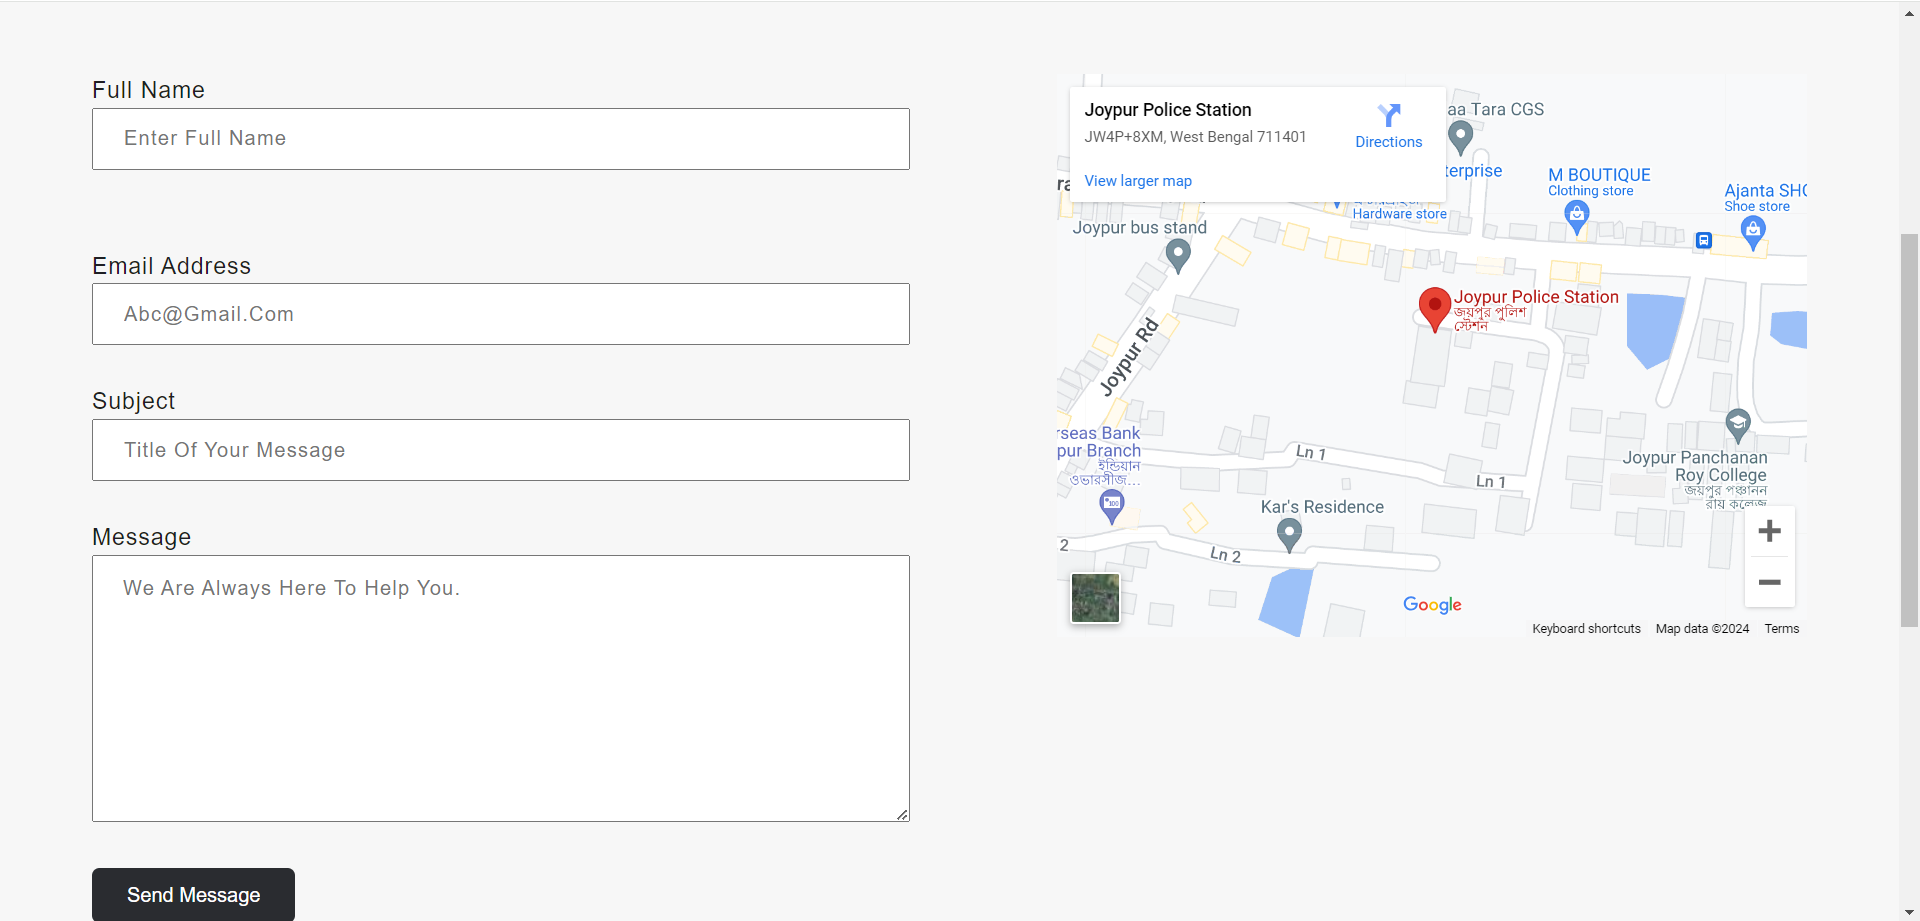 Full Name
Enter Full Name
Email Address
Abc@Gmail.Com
Subject
Title Of Your Message
Message
We Are Always Here To Help You.
Send Message
Joypur Police Station
JW4P+8XM, West Bengal 711401
View larger map
Directions
aa Tara CGS
terprise
M BOUTIQUE
Clothing store
Ajanta SHO
Shoe store
Hardware store
Joypur bus stand
Joypur Police Station
জয়পুর পুলিশ
স্টেশন
Joypur Rd
rseas Bank
pur Branch
ইন্ডিয়ান
ওভারসীজ...
Ln 1
Ln 1
Joypur Panchanan
Roy College
জয়পুর পঞ্চানন
রায় কলেজ
Kar's Residence
2
Ln 2
+
−
Google
Keyboard shortcuts
Map data ©2024
Terms